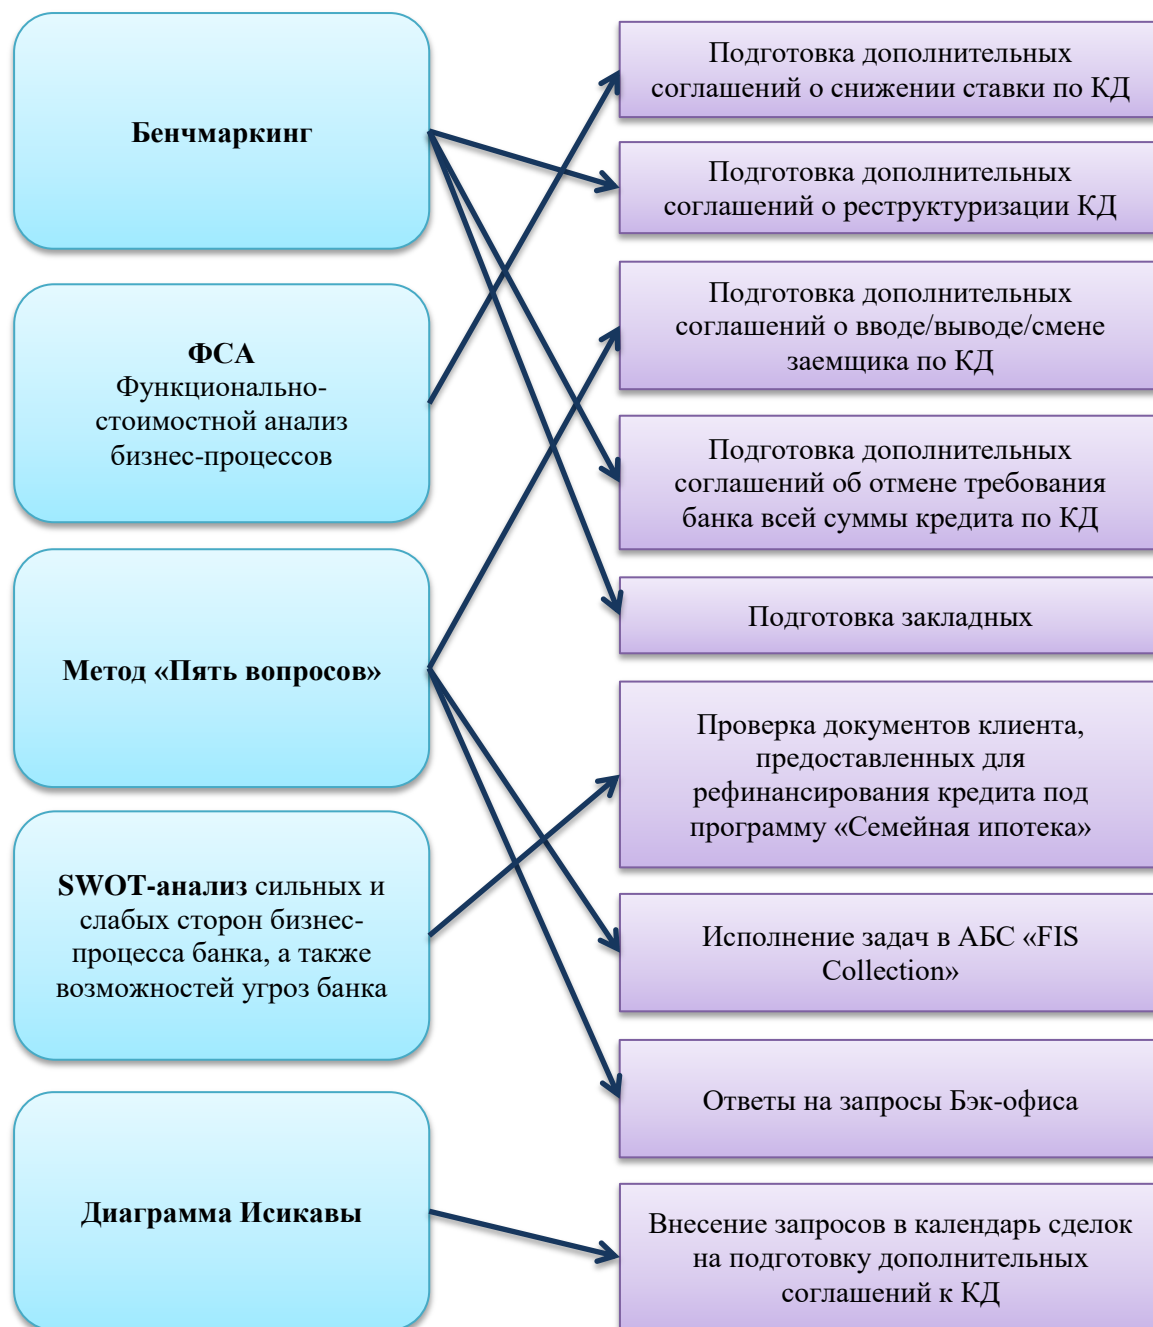 Бенчмаркинг
ФСА
Функционально-
стоимостной анализ
бизнес-процессов
Метод «Пять вопросов»
SWOT-анализ сильных и
слабых сторон бизнес-
процесса банка, а также
возможностей угроз банка
Диаграмма Исикавы
Подготовка дополнительных
соглашений о снижении ставки по КД
Подготовка дополнительных
соглашений о реструктуризации КД
Подготовка дополнительных
соглашений о вводе/выводе/смене
заемщика по КД
Подготовка дополнительных
соглашений об отмене требования
банка всей суммы кредита по КД
Подготовка закладных
Проверка документов клиента,
предоставленных для
рефинансирования кредита под
программу «Семейная ипотека»
Исполнение задач в АБС «FIS
Collection»
Ответы на запросы Бэк-офиса
Внесение запросов в календарь сделок
на подготовку дополнительных
соглашений к КД